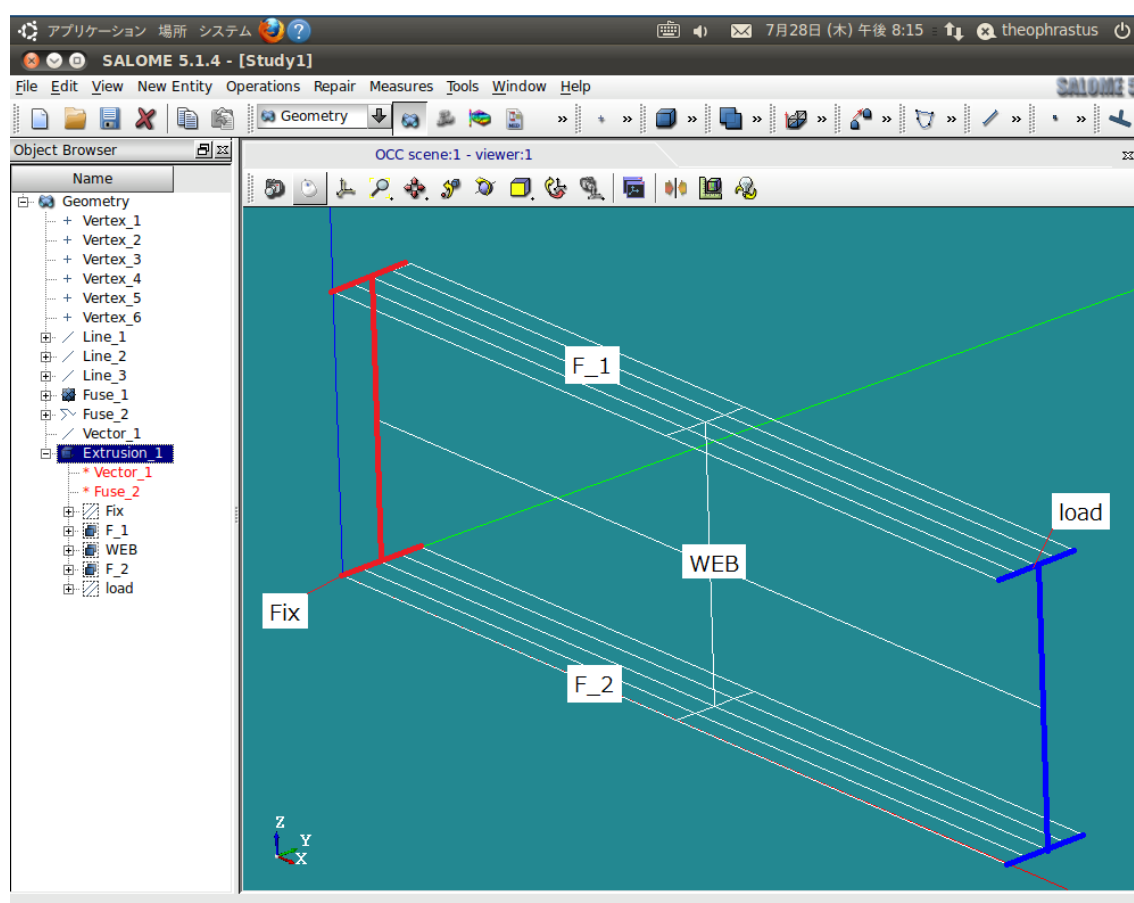 アプリケーション 場所 システム 7月28日 (木) 午後 8:15 theophrastus
SALOME 5.1.4 - [Study1]
File Edit View New Entity Operations Repair Measures Tools Window Help SALOME 5
Geometry » » » » » » » » »
Object Browser OCC scene:1 - viewer:1
Name
Geometry
Vertex_1
Vertex_2
Vertex_3
Vertex_4
Vertex_5
Vertex_6
Line_1
Line_2
Line_3
Fuse_1
Fuse_2
Vector_1
Extrusion_1
* Vector_1
* Fuse_2
Fix
F_1
WEB
F_2
load
F_1
load
WEB
Fix
F_2
Z
Y
X